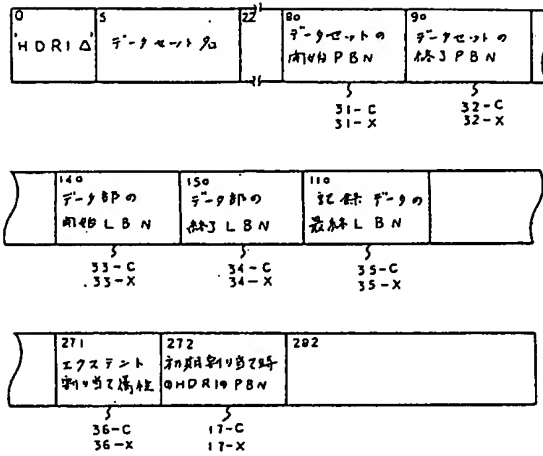 0 5 22 80 90
'HDR1△' データセット名 データセットの データセットの
開始PBN 終了PBN
31-C 32-C
31-X 32-X
140 150 110
データ部の データ部の 記録データの
開始LBN 終了LBN 最終LBN
33-C 34-C 35-C
33-X 34-X 35-X
271 272 282
エクステント 初期割り当て時
割り当て属性 のHDR1のPBN
36-C 17-C
36-X 17-X